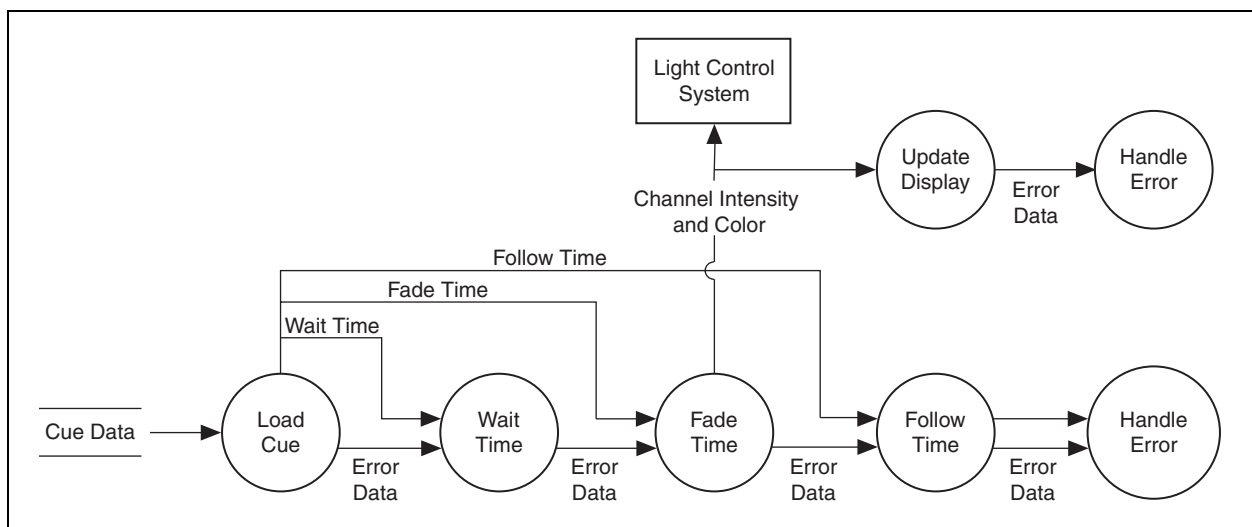 Light Control
System
Update
Display
Handle
Error
Error
Data
Channel Intensity
and Color
Follow Time
Fade Time
Wait Time
Cue Data
Load
Cue
Wait
Time
Fade
Time
Follow
Time
Handle
Error
Error
Data
Error
Data
Error
Data
Error
Data